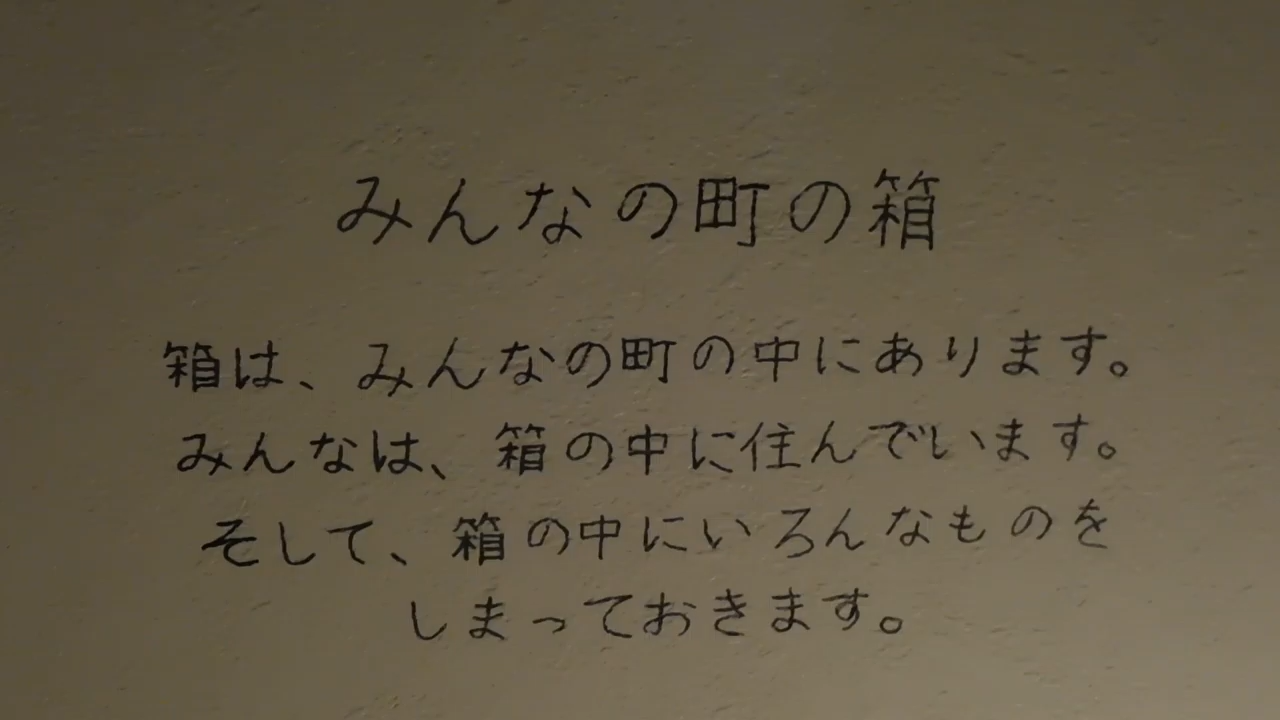 みんなの町の箱
箱は、みんなの町の中にあります。
みんなは、箱の中に住んでいます。
そして、箱の中にいろんなものを
しまっておきます。